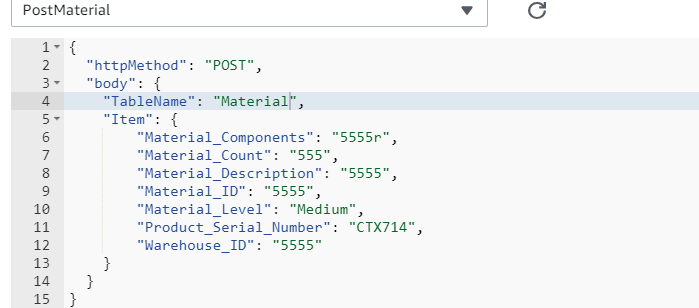 PostMaterial
1 {
2 "httpMethod": "POST",
3 "body": {
4 "TableName": "Material",
5 "Item": {
6 "Material_Components": "5555r",
7 "Material_Count": "555",
8 "Material_Description": "5555",
9 "Material_ID": "5555",
10 "Material_Level": "Medium",
11 "Product_Serial_Number": "CTX714",
12 "Warehouse_ID": "5555"
13 }
14 }
15 }